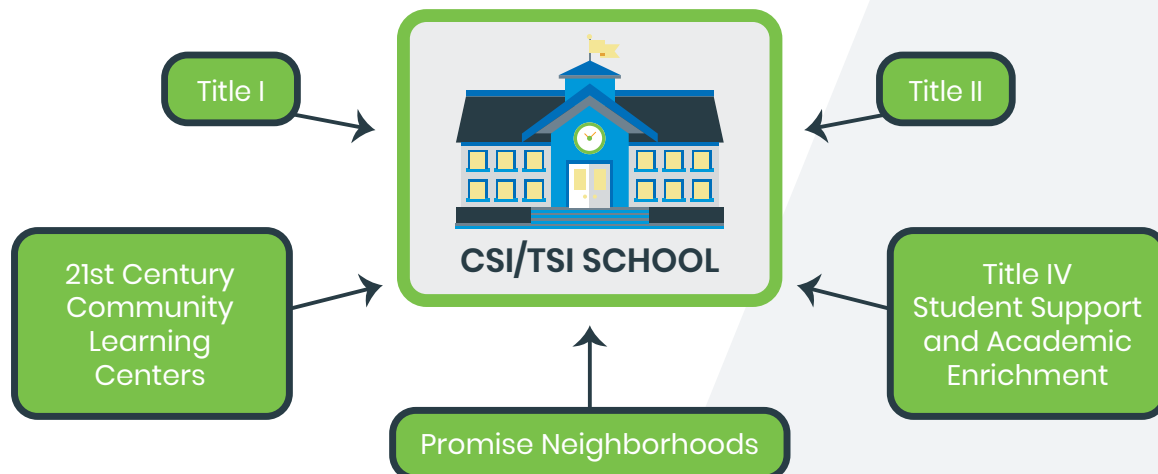 Title I
Title II
CSI/TSI SCHOOL
21st Century
Community
Learning
Centers
Title IV
Student Support
and Academic
Enrichment
Promise Neighborhoods